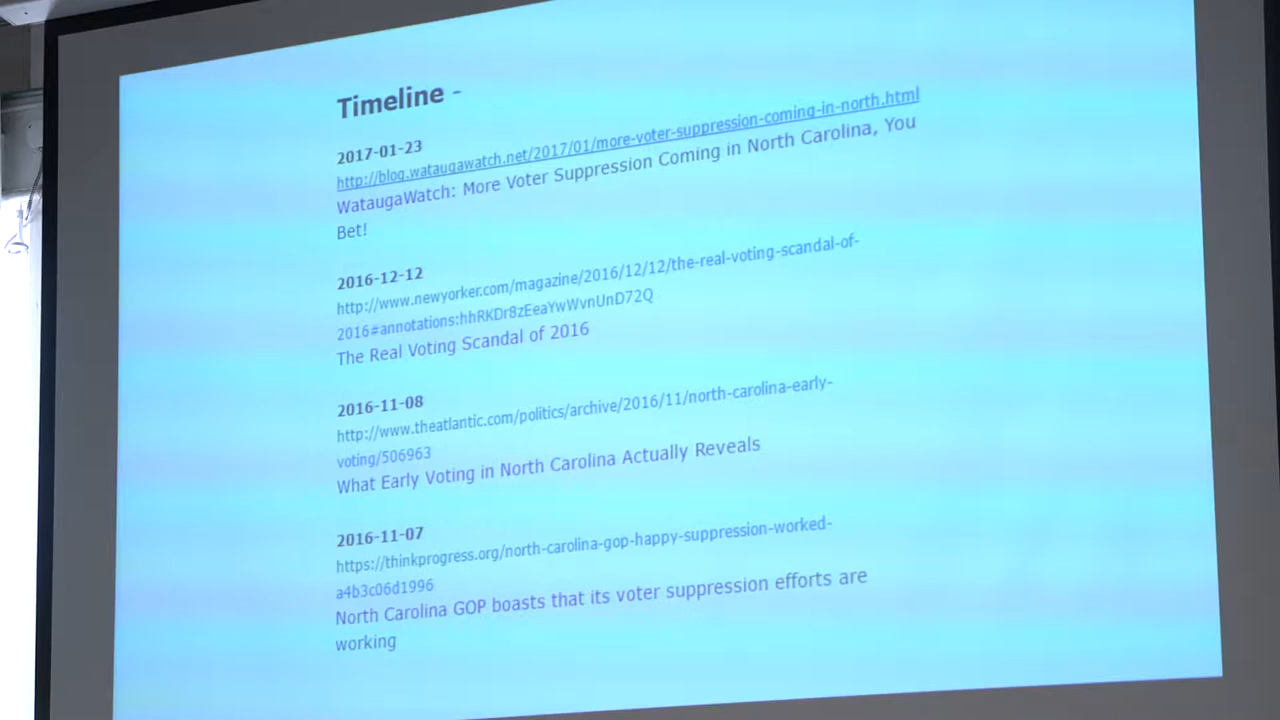 Timeline -
2017-01-23
http://blog.wataugawatch.net/2017/01/more-voter-suppression-coming-in-north.html
WataugaWatch: More Voter Suppression Coming in North Carolina, You
Bet!
2016-12-12
http://www.newyorker.com/magazine/2016/12/12/the-real-voting-scandal-of-
2016#annotations:hhRKDr8zEeaYwWvnUnD72Q
The Real Voting Scandal of 2016
2016-11-08
http://www.theatlantic.com/politics/archive/2016/11/north-carolina-early-
voting/506963
What Early Voting in North Carolina Actually Reveals
2016-11-07
https://thinkprogress.org/north-carolina-gop-happy-suppression-worked-
a4b3c06d1996
North Carolina GOP boasts that its voter suppression efforts are
working